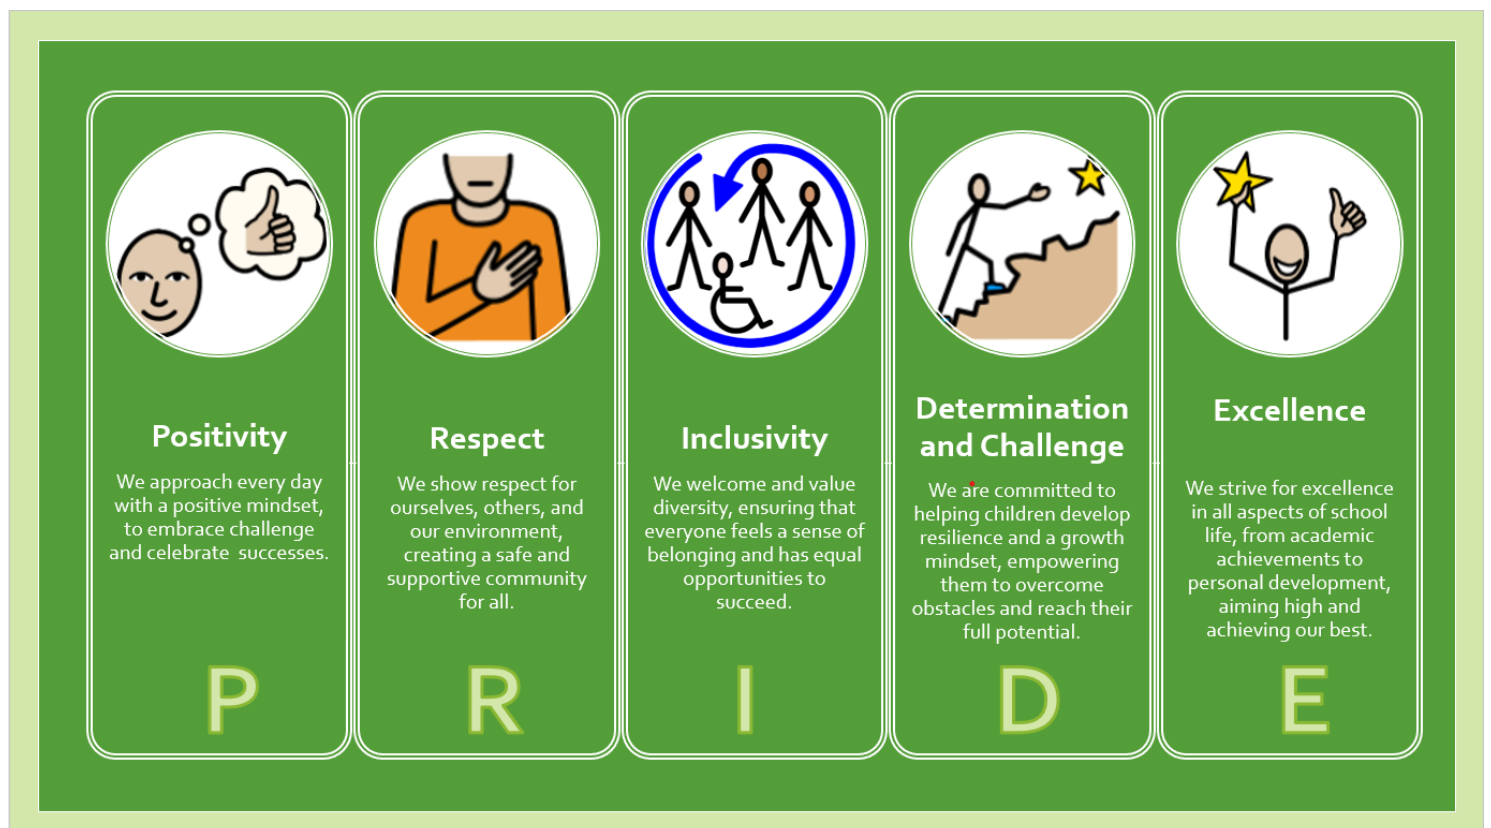 Positivity
We approach every day
with a positive mindset,
to embrace challenge
and celebrate  successes.
P
Respect
We show respect for
ourselves, others, and
our environment,
creating a safe and
supportive community
for all.
R
Inclusivity
We welcome and value
diversity, ensuring that
everyone feels a sense of
belonging and has equal
opportunities to
succeed.
I
Determination
and Challenge
We are committed to
helping children develop
resilience and a growth
mindset, empowering
them to overcome
obstacles and reach their
full potential.
D
Excellence
We strive for excellence
in all aspects of school
life, from academic
achievements to
personal development,
aiming high and
achieving our best.
E